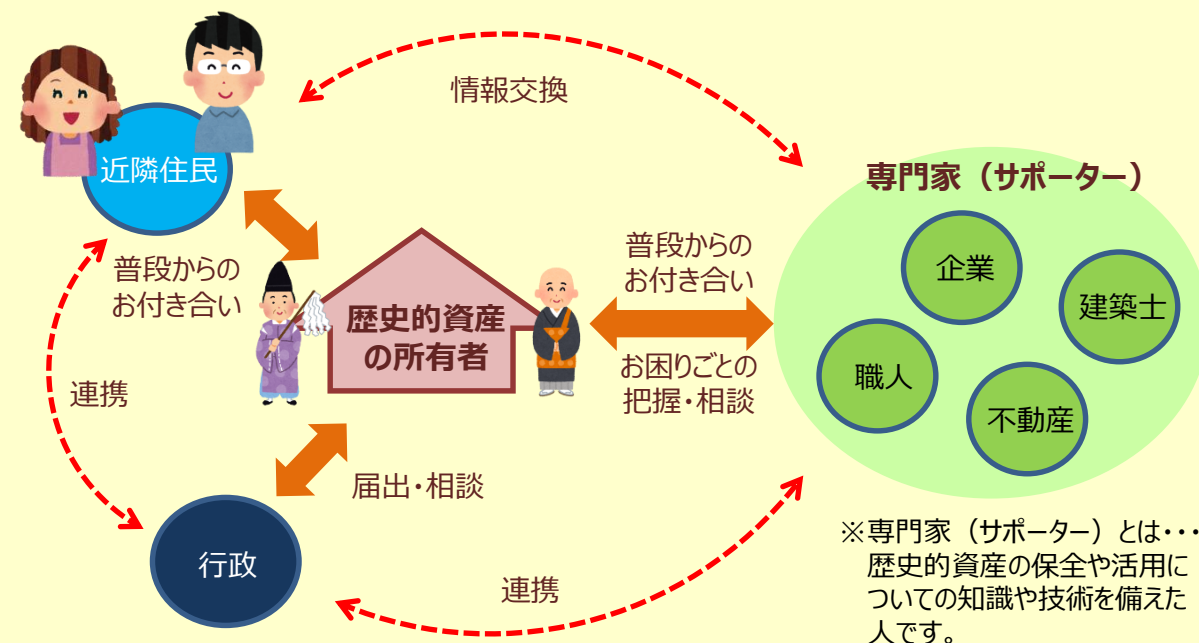 情報交換
近隣住民
専門家（サポーター）
普段からの
お付き合い
歴史的資産
の所有者
普段からの
お付き合い
お困りごとの
把握・相談
企業
建築士
職人
不動産
連携
届出・相談
行政
連携
※専門家（サポーター）とは・・・
歴史的資産の保全や活用に
ついての知識や技術を備えた
人です。